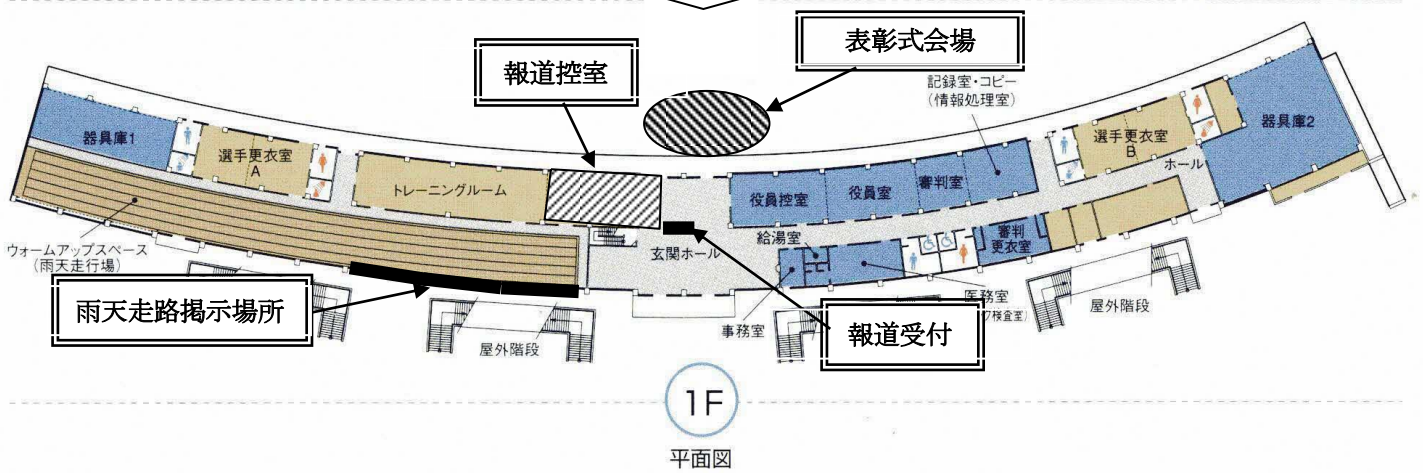 表彰式会場
報道控室
記録室・コピー
（情報処理室）
器具庫1
選手更衣室
A
トレーニングルーム
役員控室
役員室
審判室
選手更衣室
B
ホール
器具庫2
ウォームアップスペース
（雨天走行場）
玄関ホール
給湯室
審判
更衣室
雨天走路掲示場所
屋外階段
事務室
報道受付
医務室
検査室）
屋外階段
1F
平面図